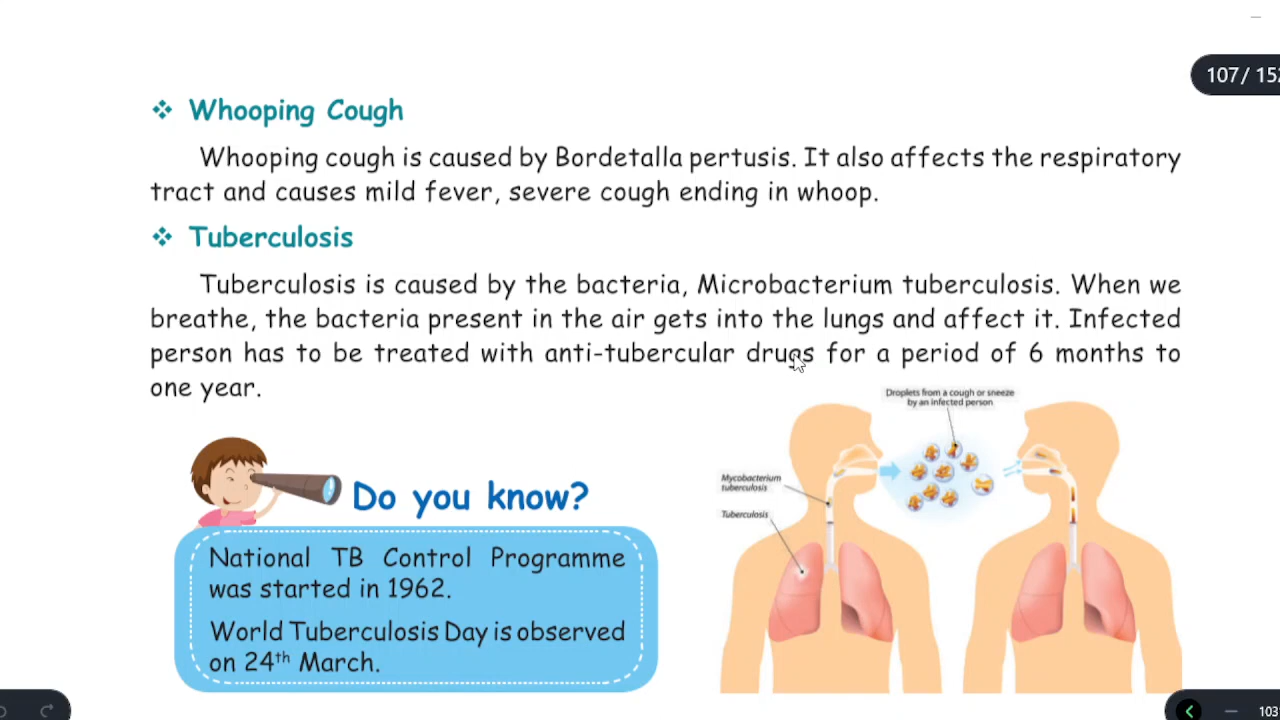 107/ 152
❖ Whooping Cough
Whooping cough is caused by Bordetalla pertusis. It also affects the respiratory
tract and causes mild fever, severe cough ending in whoop.
❖ Tuberculosis
Tuberculosis is caused by the bacteria, Microbacterium tuberculosis. When we
breathe, the bacteria present in the air gets into the lungs and affect it. Infected
person has to be treated with anti-tubercular drugs for a period of 6 months to
one year.
Droplets from a cough or sneeze
by an infected person
Mycobacterium
tuberculosis
Tuberculosis
Do you know?
National TB Control Programme
was started in 1962.
World Tuberculosis Day is observed
on 24th March.
103